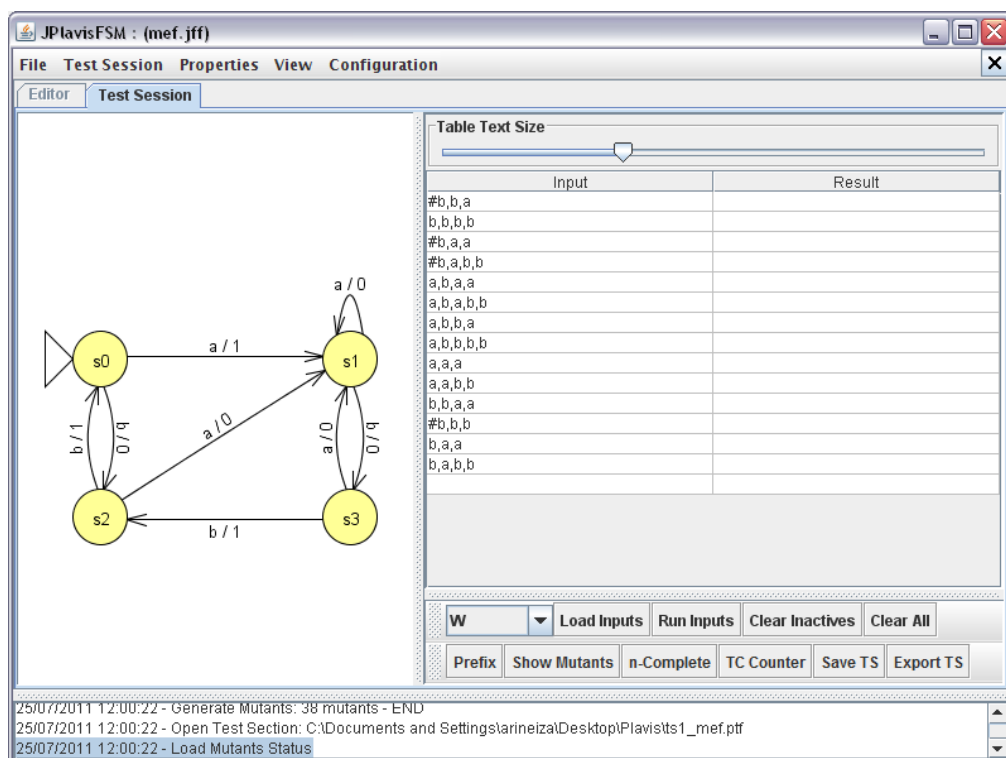 JPlavisFSM : (mef.jff)
File Test Session Properties View Configuration
Editor Test Session
Table Text Size
Input Result
#b,b,a
b,b,b,b
#b,a,a
#b,a,b,b
a,b,a,a
a,b,a,b,b
a,b,b,a
a,b,b,b,b
a,a,a
a,a,b,b
b,b,a,a
#b,b,b
b,a,a
b,a,b,b
a / 0
s0
a / 1
s1
b / 1
b / 0
a / 0
a / 0
b / 0
s2
b / 1
s3
W Load Inputs Run Inputs Clear Inactives Clear All
Prefix Show Mutants n-Complete TC Counter Save TS Export TS
25/07/2011 12:00:22 - Generate Mutants: 38 mutants - END
25/07/2011 12:00:22 - Open Test Section: C:\Documents and Settings\arineiza\Desktop\Plavis\ts1_mef.ptf
25/07/2011 12:00:22 - Load Mutants Status